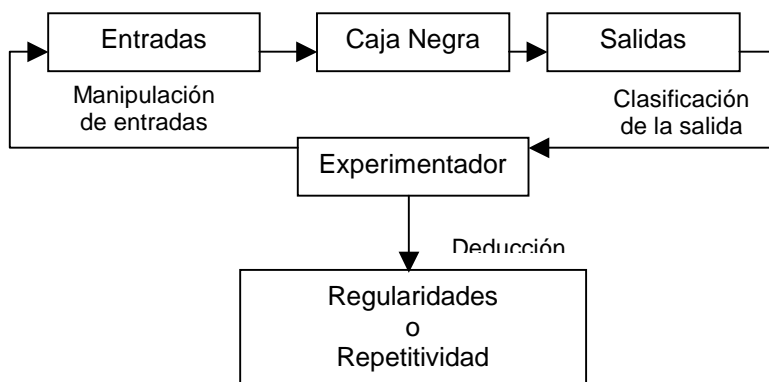 Entradas
Caja Negra
Salidas
Manipulación
de entradas
Clasificación
de la salida
Experimentador
Deducción
Regularidades
o
Repetitividad